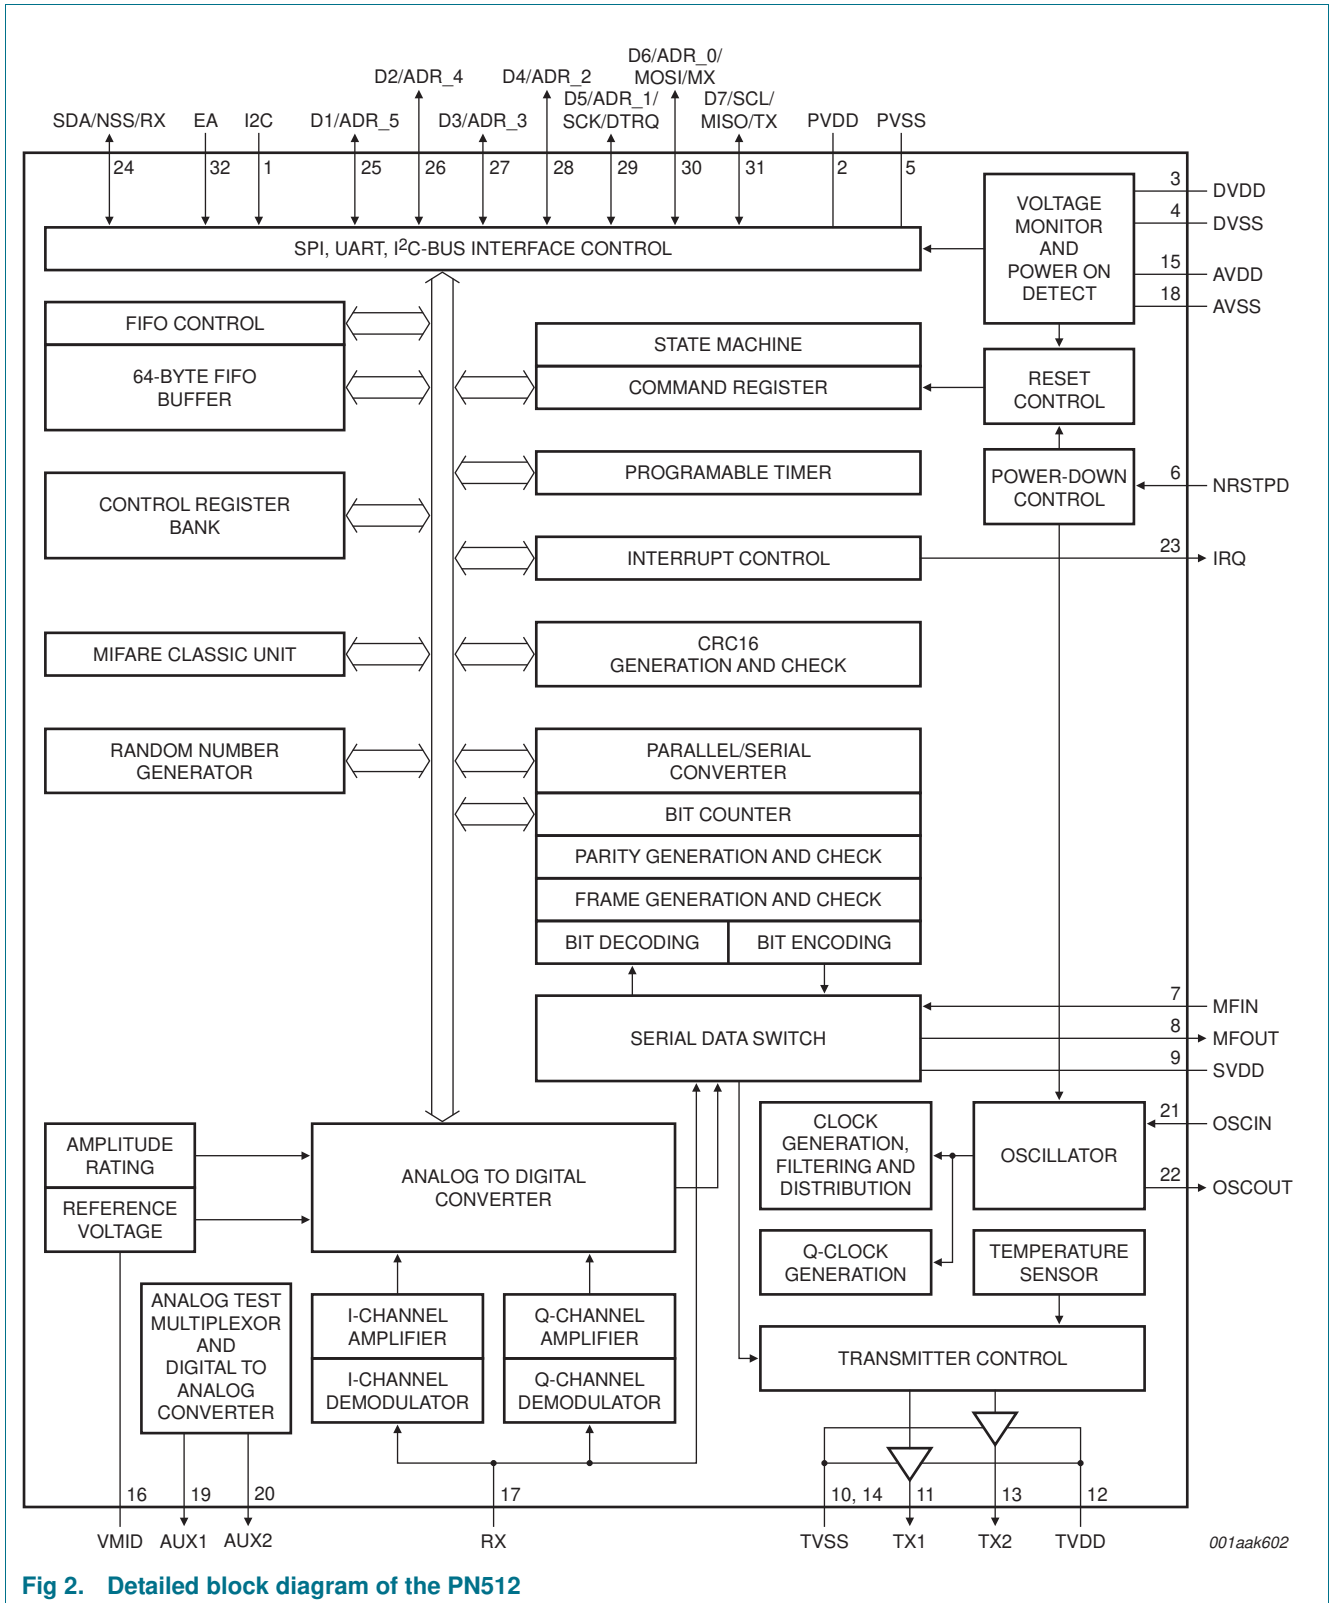 D6/ADR_0/
MOSI/MX
D2/ADR_4
D4/ADR_2
D5/ADR_1/
SCK/DTRQ
D7/SCL/
MISO/TX
SDA/NSS/RX
EA
I2C
D1/ADR_5
D3/ADR_3
PVDD
PVSS
24
32
1
25
26
27
28
29
30
31
2
5
VOLTAGE
MONITOR
AND
POWER ON
DETECT
3
DVDD
4
DVSS
15
AVDD
18
AVSS
SPI, UART, I2C-BUS INTERFACE CONTROL
FIFO CONTROL
64-BYTE FIFO
BUFFER
STATE MACHINE
COMMAND REGISTER
RESET
CONTROL
CONTROL REGISTER
BANK
PROGRAMABLE TIMER
POWER-DOWN
CONTROL
6
NRSTPD
INTERRUPT CONTROL
23
IRQ
MIFARE CLASSIC UNIT
CRC16
GENERATION AND CHECK
RANDOM NUMBER
GENERATOR
PARALLEL/SERIAL
CONVERTER
BIT COUNTER
PARITY GENERATION AND CHECK
FRAME GENERATION AND CHECK
BIT DECODING
BIT ENCODING
SERIAL DATA SWITCH
7
MFIN
8
MFOUT
9
SVDD
AMPLITUDE
RATING
REFERENCE
VOLTAGE
ANALOG TO DIGITAL
CONVERTER
CLOCK
GENERATION,
FILTERING AND
DISTRIBUTION
OSCILLATOR
21
OSCIN
22
OSCOUT
Q-CLOCK
GENERATION
TEMPERATURE
SENSOR
ANALOG TEST
MULTIPLEXOR
AND
DIGITAL TO
ANALOG
CONVERTER
I-CHANNEL
AMPLIFIER
I-CHANNEL
DEMODULATOR
Q-CHANNEL
AMPLIFIER
Q-CHANNEL
DEMODULATOR
TRANSMITTER CONTROL
16
19
20
17
10, 14
11
13
12
VMID
AUX1
AUX2
RX
TVSS
TX1
TX2
TVDD
001aak602
Fig 2. Detailed block diagram of the PN512